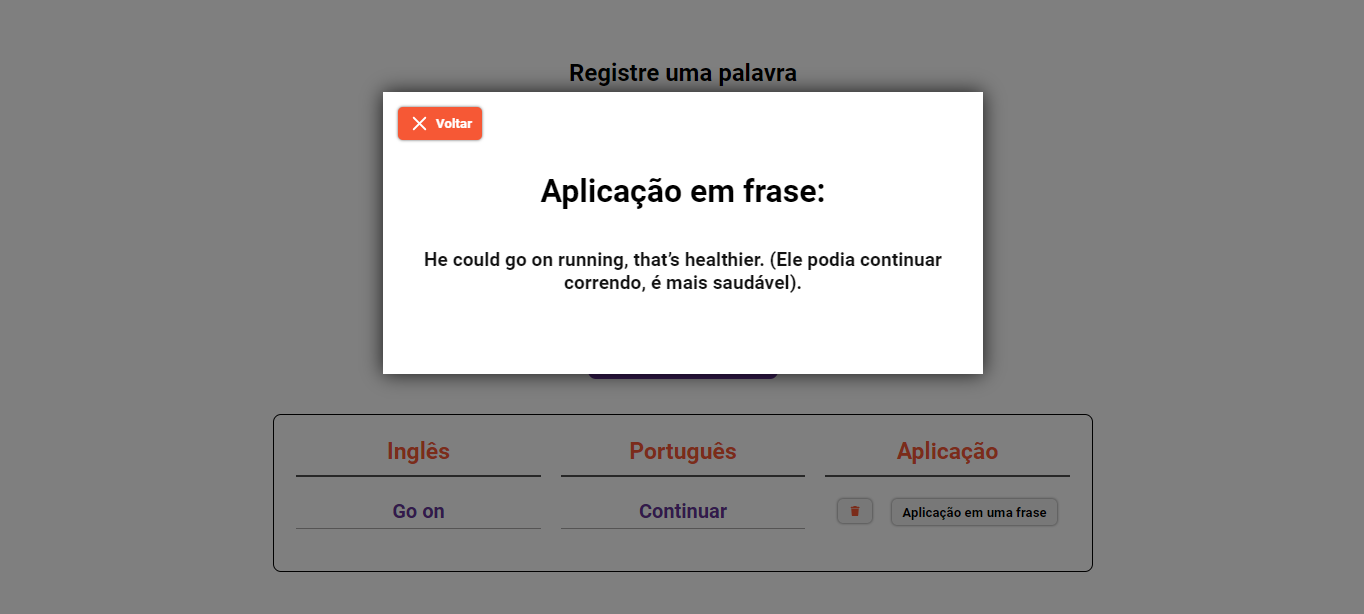 Registre uma palavra
Voltar
Aplicação em frase:
He could go on running, that’s healthier. (Ele podia continuar
correndo, é mais saudável).
Inglês Português Aplicação
Go on Continuar Aplicação em uma frase